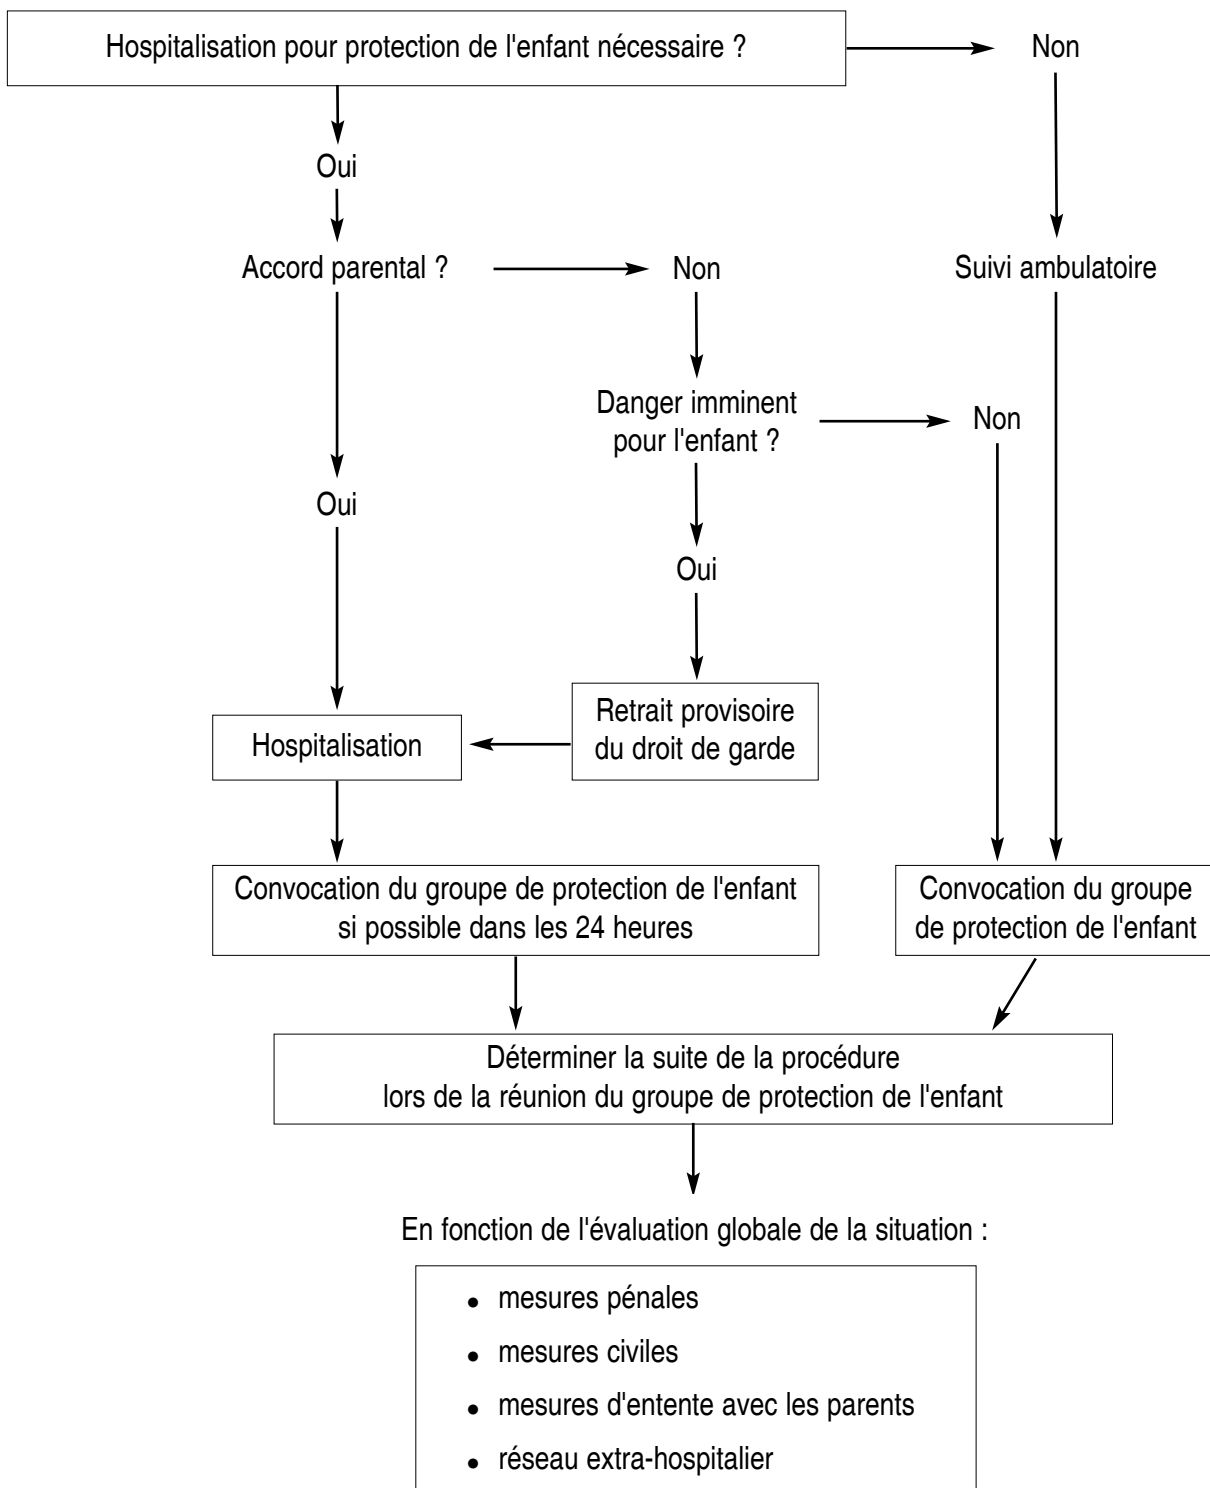 Hospitalisation pour protection de l'enfant nécessaire ?
Non
Oui
Accord parental ?
Non
Suivi ambulatoire
Danger imminent
pour l'enfant ?
Non
Oui
Oui
Retrait provisoire
du droit de garde
Hospitalisation
Convocation du groupe de protection de l'enfant
si possible dans les 24 heures
Convocation du groupe
de protection de l'enfant
Déterminer la suite de la procédure
lors de la réunion du groupe de protection de l'enfant
En fonction de l'évaluation globale de la situation :
• mesures pénales
• mesures civiles
• mesures d'entente avec les parents
• réseau extra-hospitalier